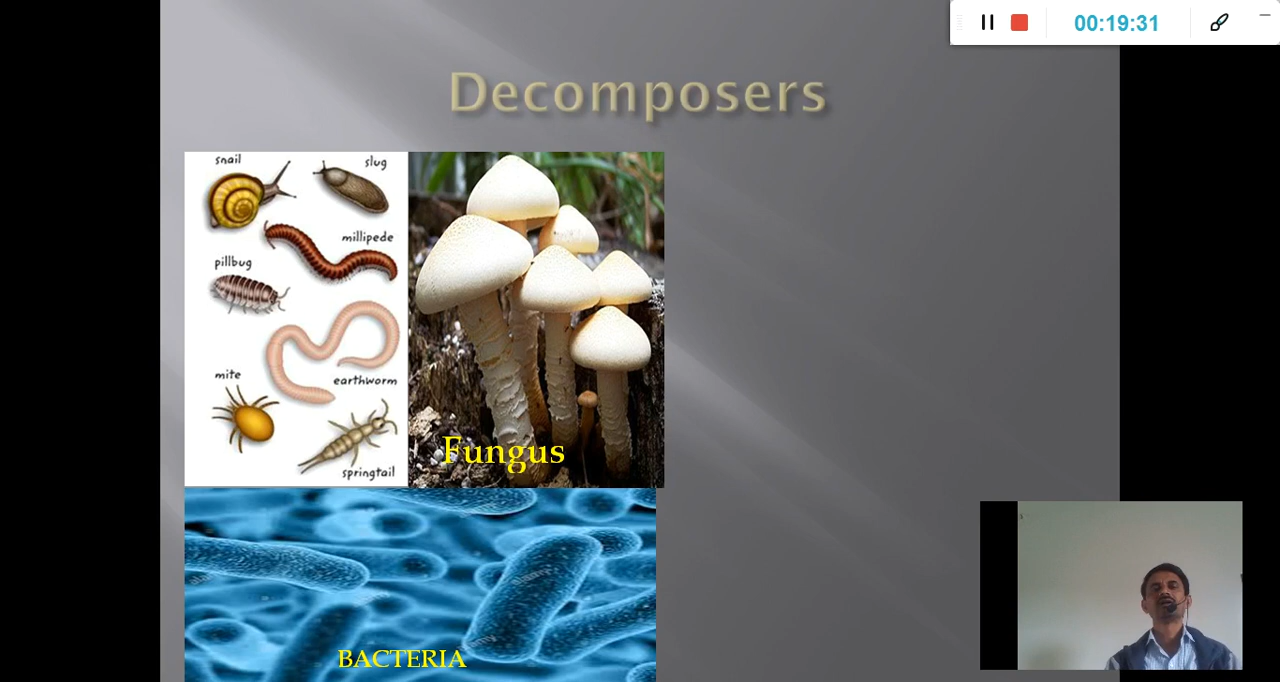 00:19:31
Decomposers
snail
slug
millipede
pillbug
mite
earthworm
springtail
Fungus
BACTERIA